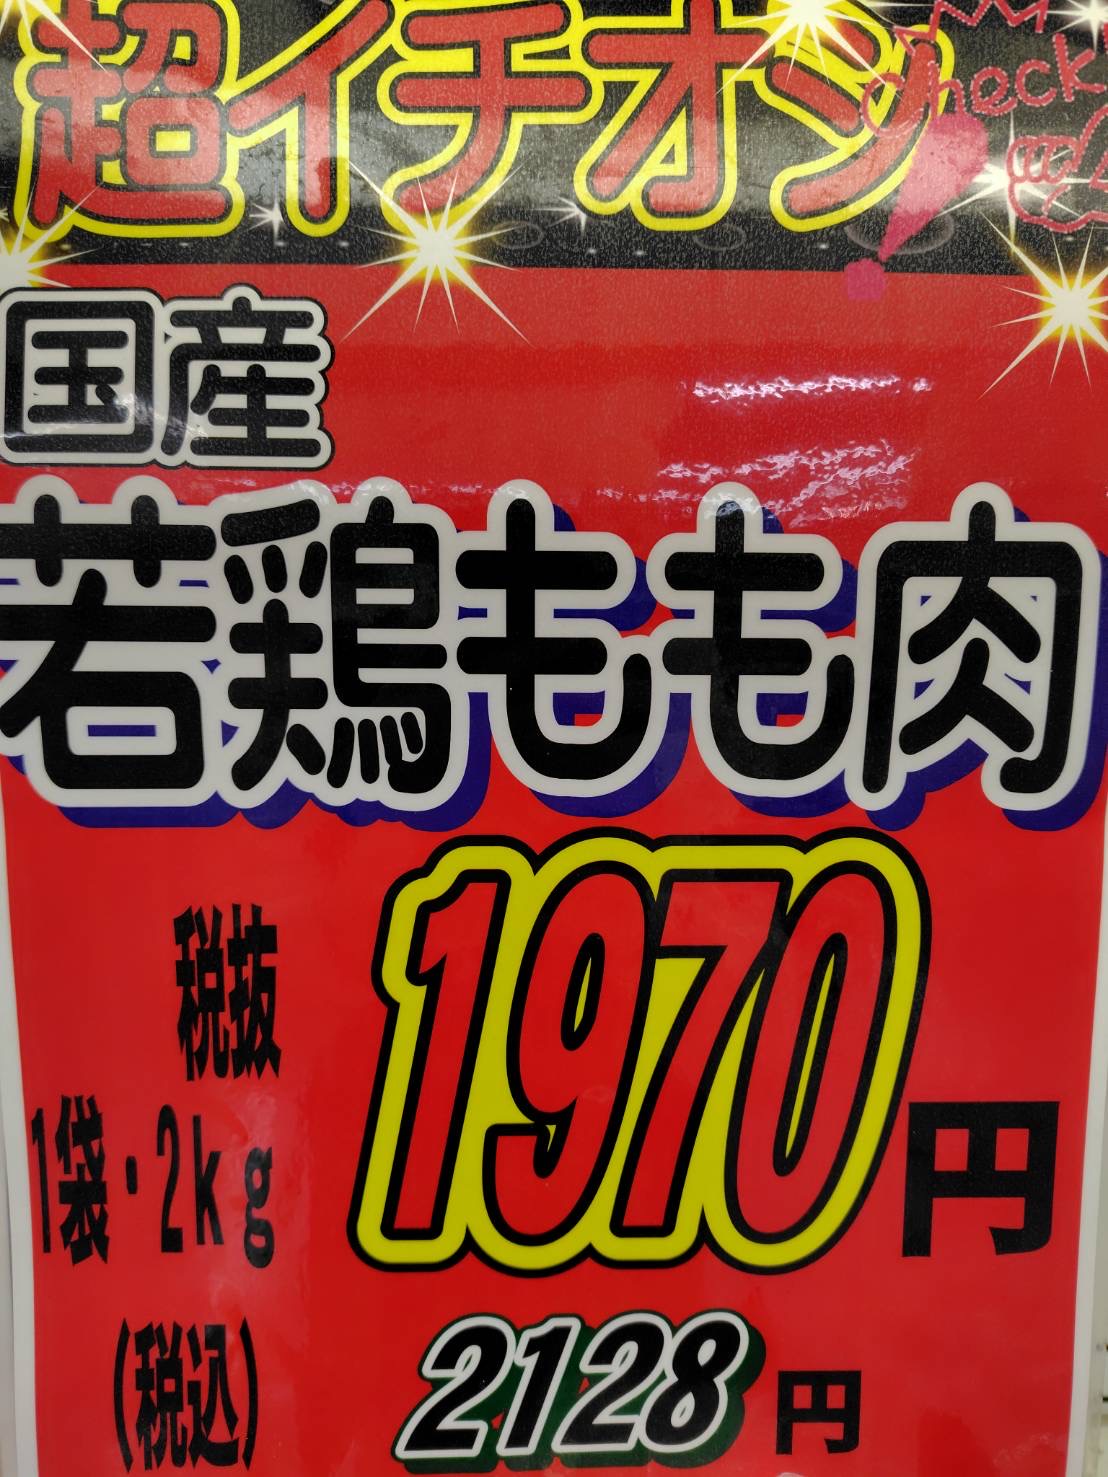 超イチオシ
Check!
国産
若鶏もも肉
税抜
1袋・2kg
1970円
(税込)
2128円